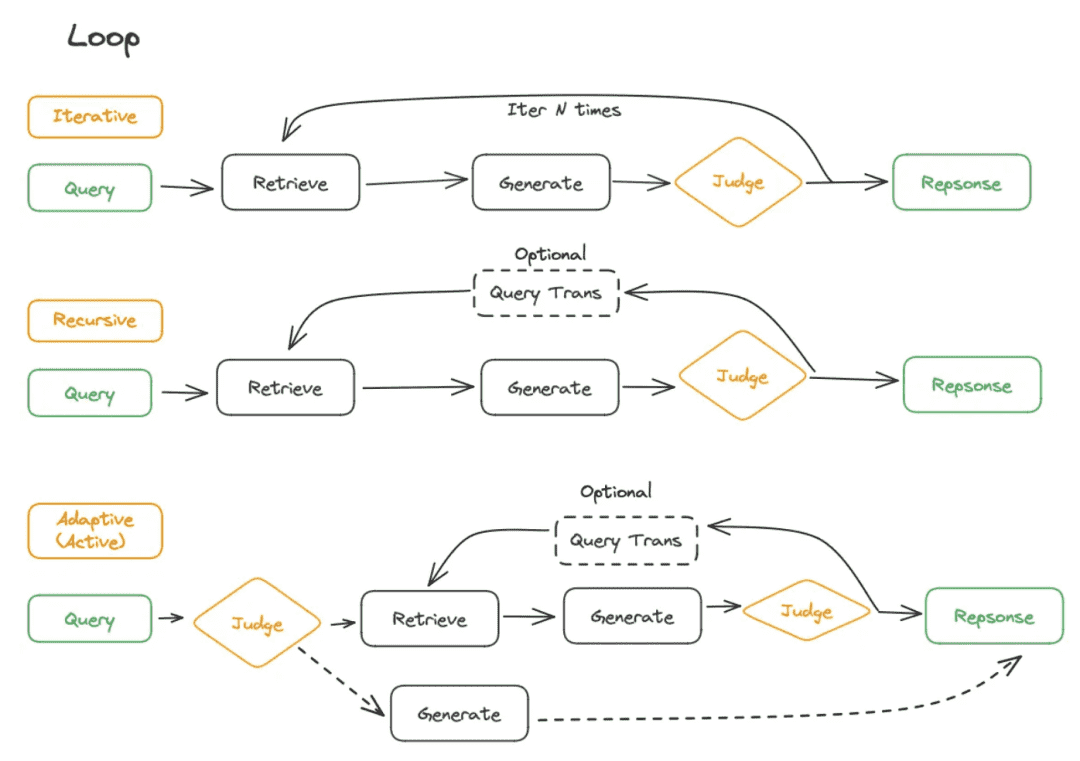 Loop
Iterative
Iter N times
Query
Retrieve
Generate
Judge
Repsonse
Optional
Query Trans
Recursive
Query
Retrieve
Generate
Judge
Repsonse
Optional
Adaptive
(Active)
Query Trans
Query
Judge
Retrieve
Generate
Judge
Repsonse
Generate